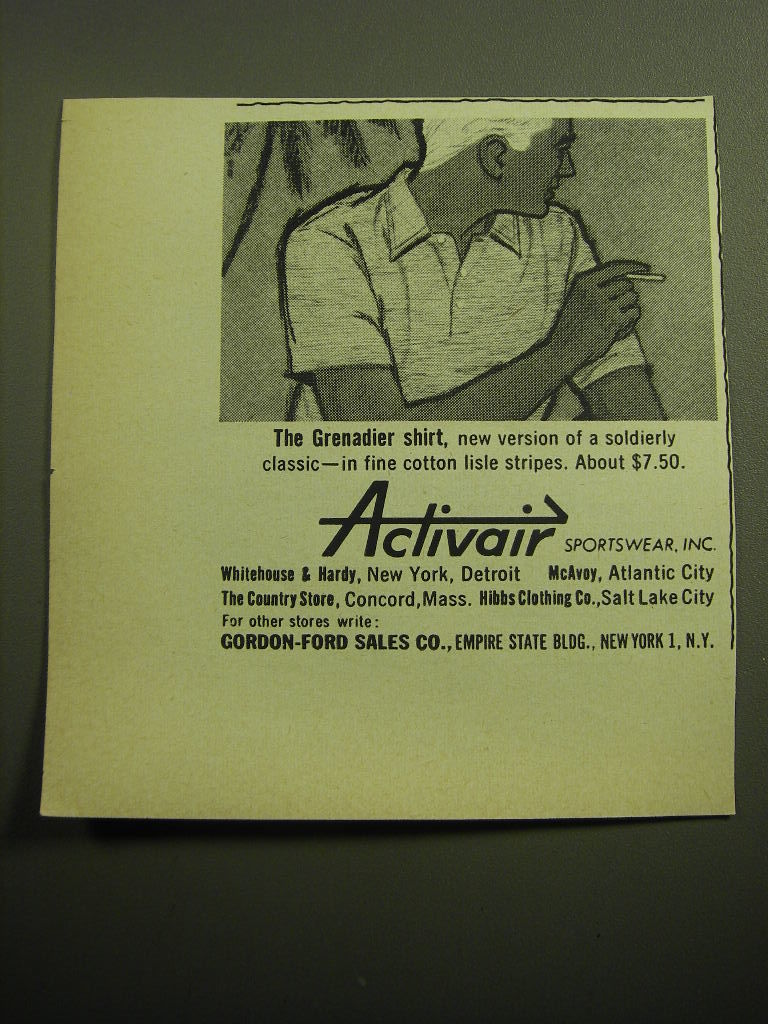 The Grenadier shirt, new version of a soldierly
classic—in fine cotton lisle stripes. About $7.50.
Activair SPORTSWEAR, INC.
Whitehouse & Hardy, New York, Detroit McAvoy, Atlantic City
The Country Store, Concord, Mass. Hibbs Clothing Co., Salt Lake City
For other stores write:
GORDON-FORD SALES CO., EMPIRE STATE BLDG., NEW YORK 1, N.Y.